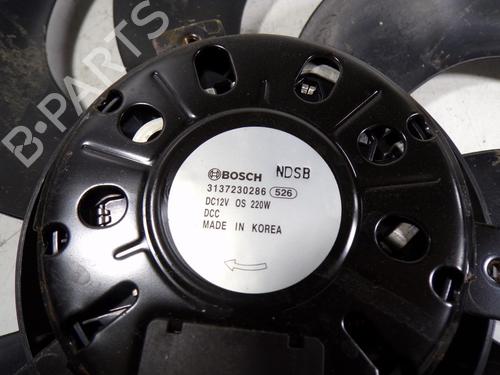 B-PARTS
BOSCH NDSB
3137230286 526
DC12V OS 220W
DCC
MADE IN KOREA